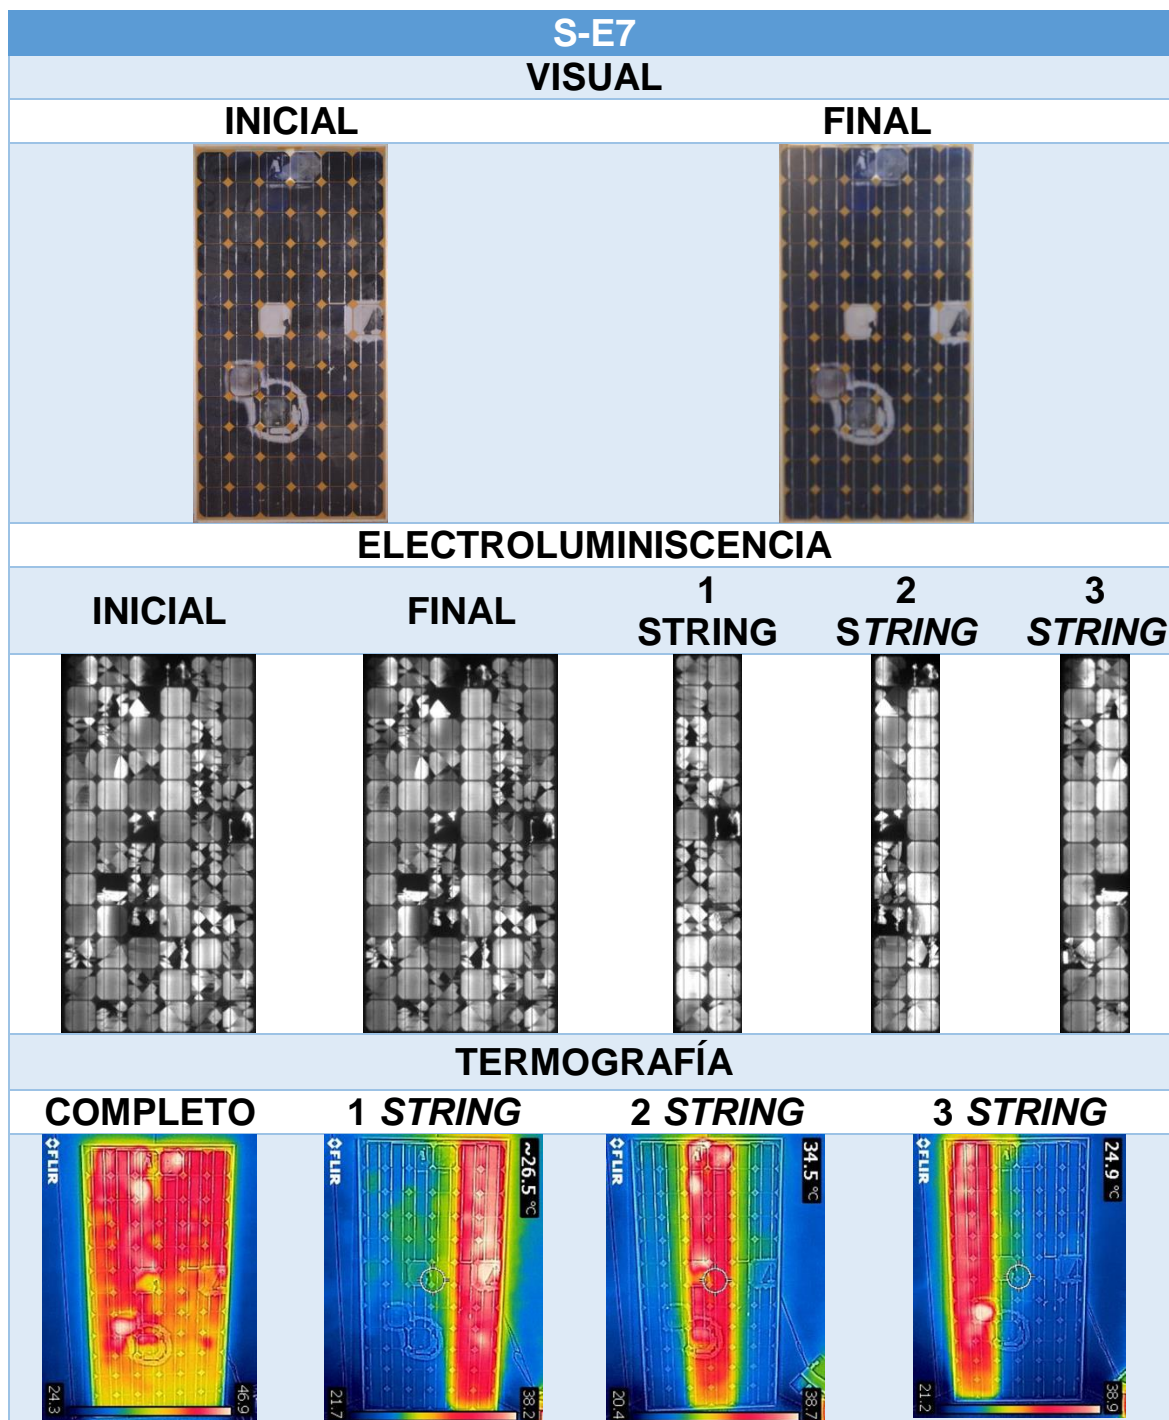 S-E7
VISUAL
INICIAL FINAL
ELECTROLUMINISCENCIA
INICIAL FINAL 1 STRING 2 STRING 3 STRING
TERMOGRAFÍA
COMPLETO 1 STRING 2 STRING 3 STRING
FLIR
24.3
46.9
FLIR
~26.5 °C
21.7
38.2
FLIR
34.5 °C
20.4
38.7
FLIR
24.9 °C
21.2
38.9